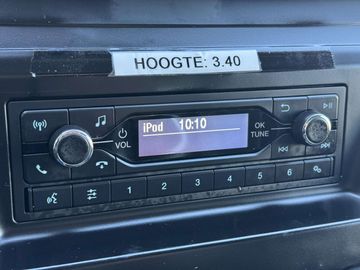 HOOGTE: 3.40
iPod 10:10
VOL
OK
TUNE
1 2 3 4 5 6